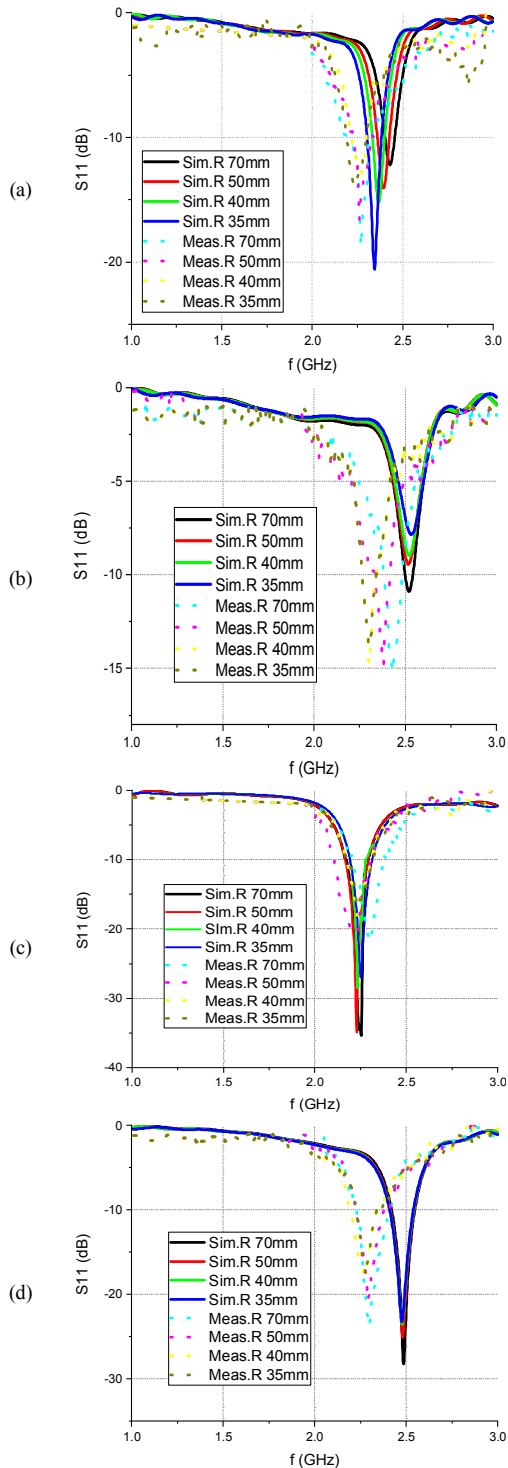 0
-10
-20
S11 (dB)
Sim.R 70mm
Sim.R 50mm
Sim.R 40mm
Sim.R 35mm
Meas.R 70mm
Meas.R 50mm
Meas.R 40mm
Meas.R 35mm
(a)
1.0 1.5 2.0 2.5 3.0
f (GHz)
0
-5
-10
-15
S11 (dB)
Sim.R 70mm
Sim.R 50mm
Sim.R 40mm
Sim.R 35mm
Meas.R 70mm
Meas.R 50mm
Meas.R 40mm
Meas.R 35mm
(b)
1.0 1.5 2.0 2.5 3.0
f (GHz)
0
-10
-20
-30
-40
S11 (dB)
Sim.R 70mm
Sim.R 50mm
SIm.R 40mm
Sim.R 35mm
Meas.R 70mm
Meas.R 50mm
Meas.R 40mm
Meas.R 35mm
(c)
1.0 1.5 2.0 2.5 3.0
f (GHz)
0
-10
-20
-30
S11 (dB)
Sim.R 70mm
Sim.R 50mm
Sim.R 40mm
Sim.R 35mm
Meas.R 70mm
Meas.R 50mm
Meas.R 40mm
Meas.R 35mm
(d)
1.0 1.5 2.0 2.5 3.0
f (GHz)